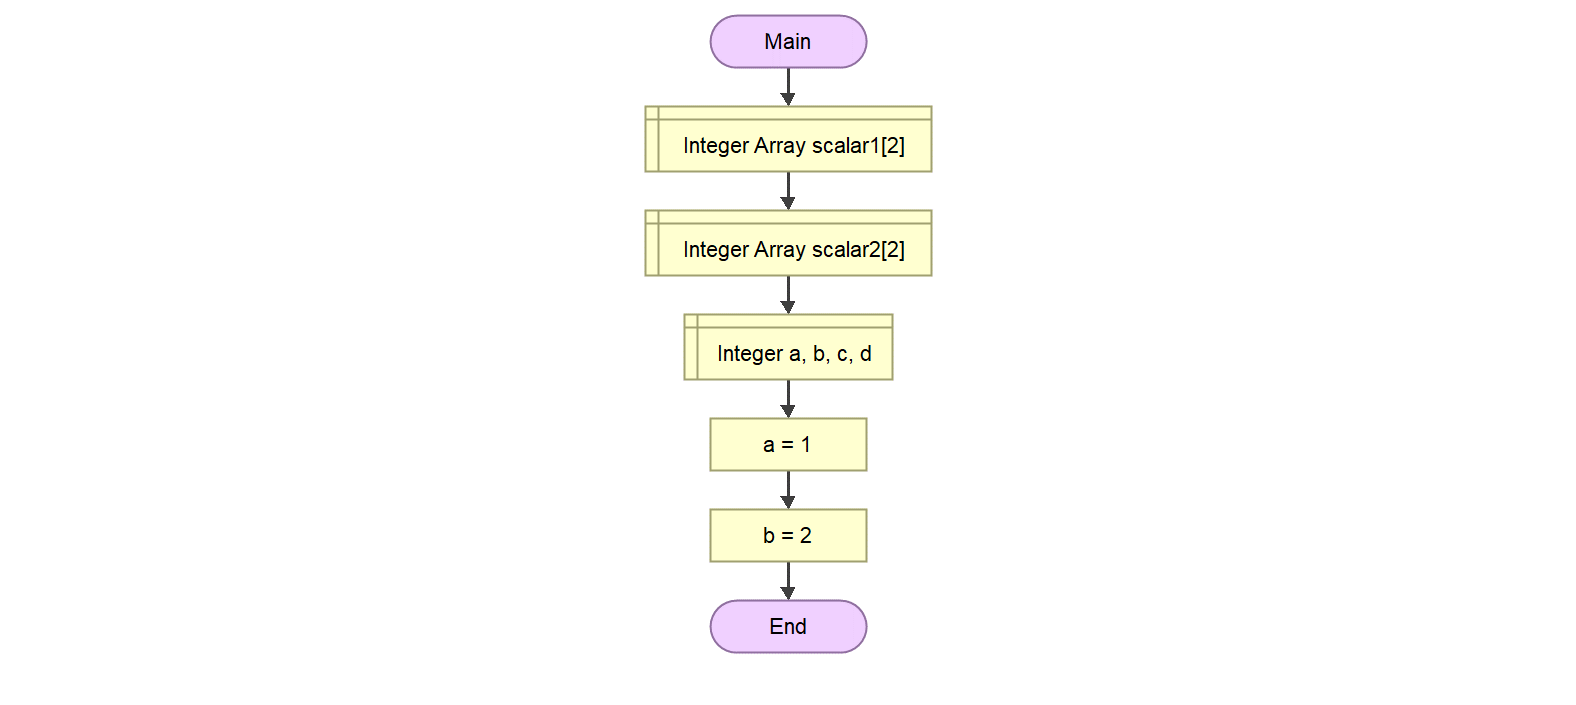 Main
Integer Array scalar1[2]
Integer Array scalar2[2]
Integer a, b, c, d
a = 1
b = 2
End